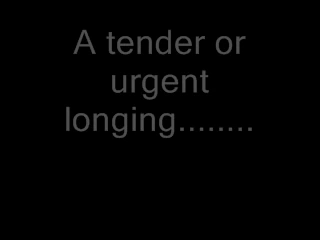 A tender or
urgent
longing........